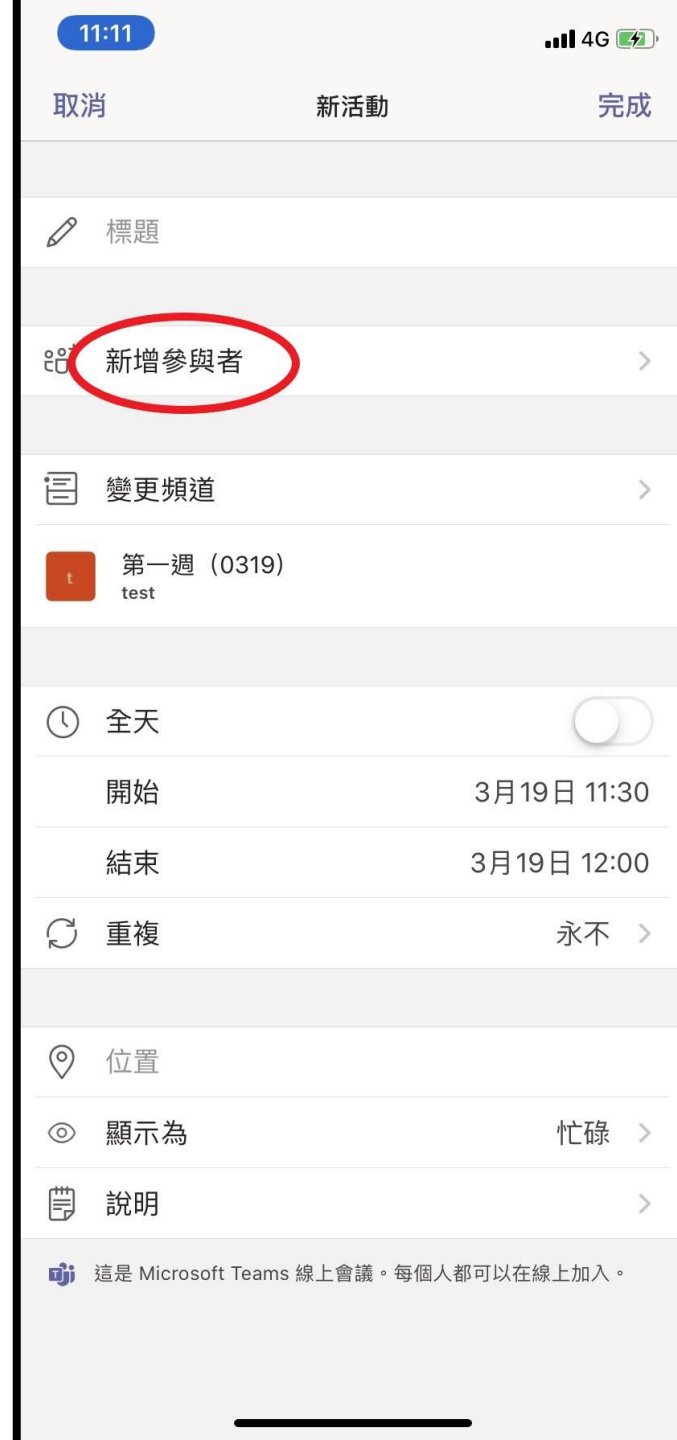 11:11
4G
取消 新活動 完成
標題
新增參與者
變更頻道
t
第一週（0319）
test
全天
開始 3月19日 11:30
結束 3月19日 12:00
重複 永不
位置
顯示為 忙碌
說明
這是 Microsoft Teams 線上會議。每個人都可以在線上加入。